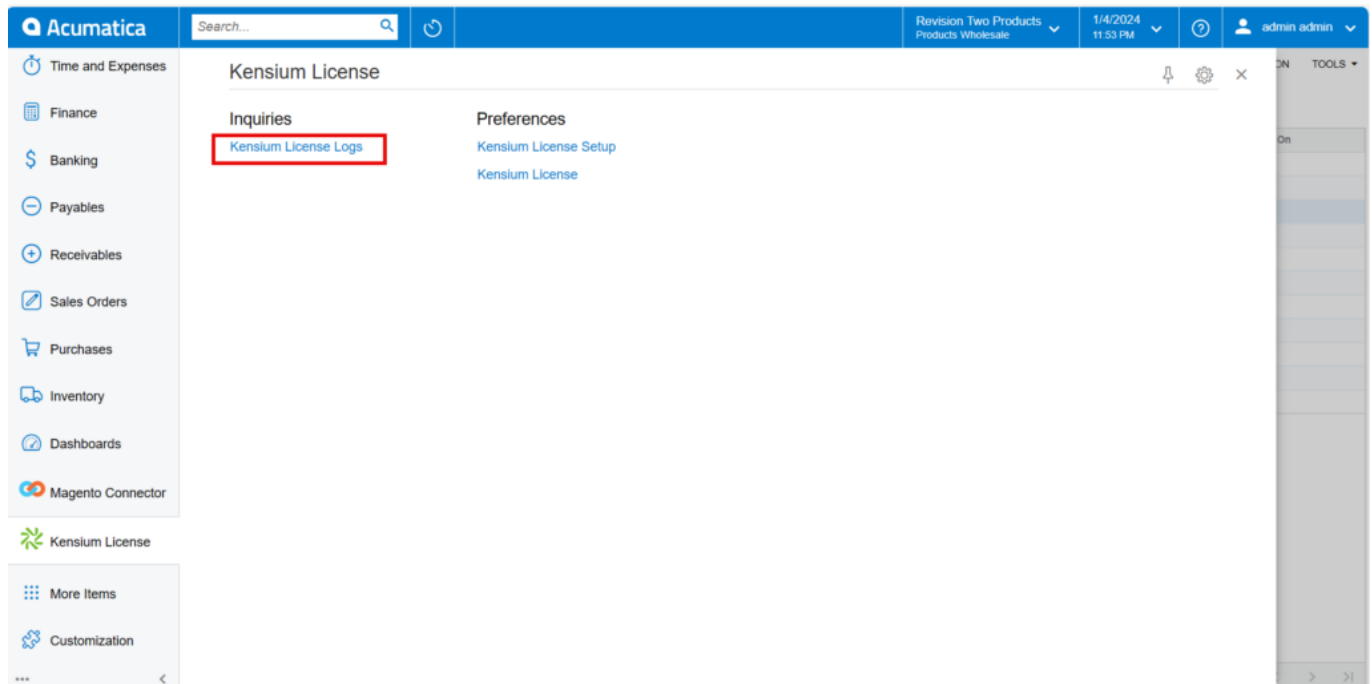 Acumatica
Search...
Revision Two Products
Products Wholesale
1/4/2024
11:53 PM
admin admin
Time and Expenses
Finance
Banking
Payables
Receivables
Sales Orders
Purchases
Inventory
Dashboards
Magento Connector
Kensium License
More Items
Customization
Kensium License
Inquiries
Kensium License Logs
Preferences
Kensium License Setup
Kensium License
ON
TOOLS
On